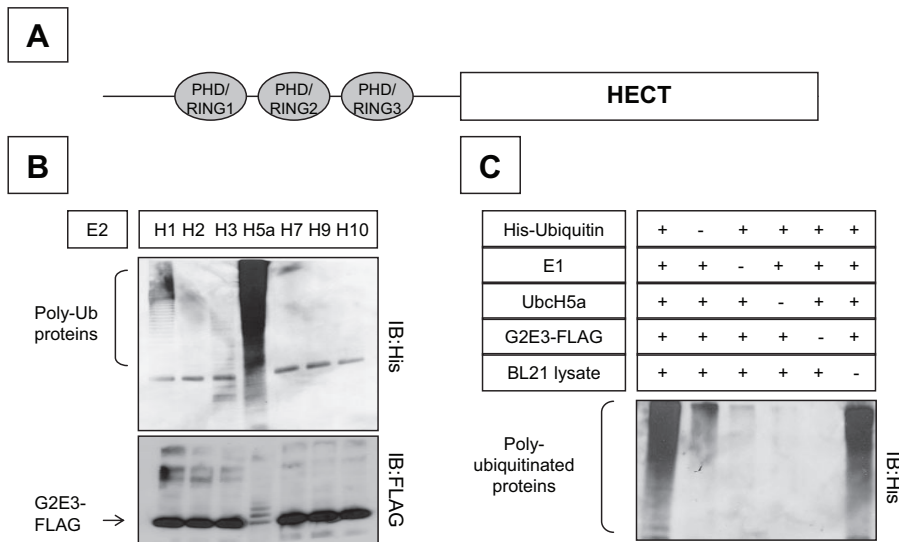 A
PHD/
RING1
PHD/
RING2
PHD/
RING3
HECT
B
E2
H1 H2 H3 H5a H7 H9 H10
Poly-Ub
proteins
IB:His
G2E3-
FLAG
IB:FLAG
C
His-Ubiquitin + - + + + +
E1 + + - + + +
UbcH5a + + + - + +
G2E3-FLAG + + + + - +
BL21 lysate + + + + + -
Poly-
ubiquitinated
proteins
IB:His